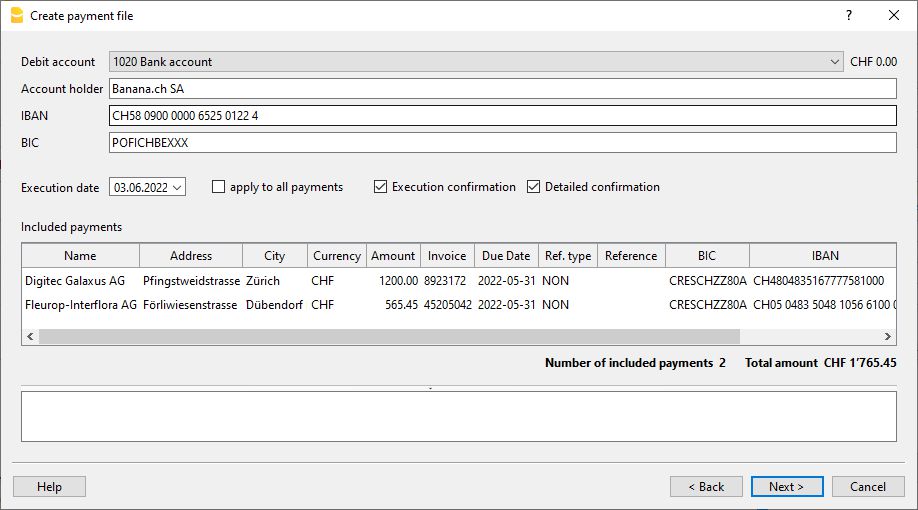 Create payment file
?
Debit account 1020 Bank account CHF 0.00
Account holder Banana.ch SA
IBAN CH58 0900 0000 6525 0122 4
BIC POFICHBEXXX
Execution date 03.06.2022 apply to all payments Execution confirmation Detailed confirmation
Included payments
Name Address City Currency Amount Invoice Due Date Ref. type Reference BIC IBAN
Digitec Galaxus AG Pfingstweidstrasse Zürich CHF 1200.00 8923172 2022-05-31 NON CRESCHZZ80A CH4804835167777581000
Fleurop-Interflora AG Förliwiesenstrasse Dübendorf CHF 565.45 45205042 2022-05-31 NON CRESCHZZ80A CH05 0483 5048 1056 6100
Number of included payments 2 Total amount CHF 1'765.45
Help < Back Next > Cancel